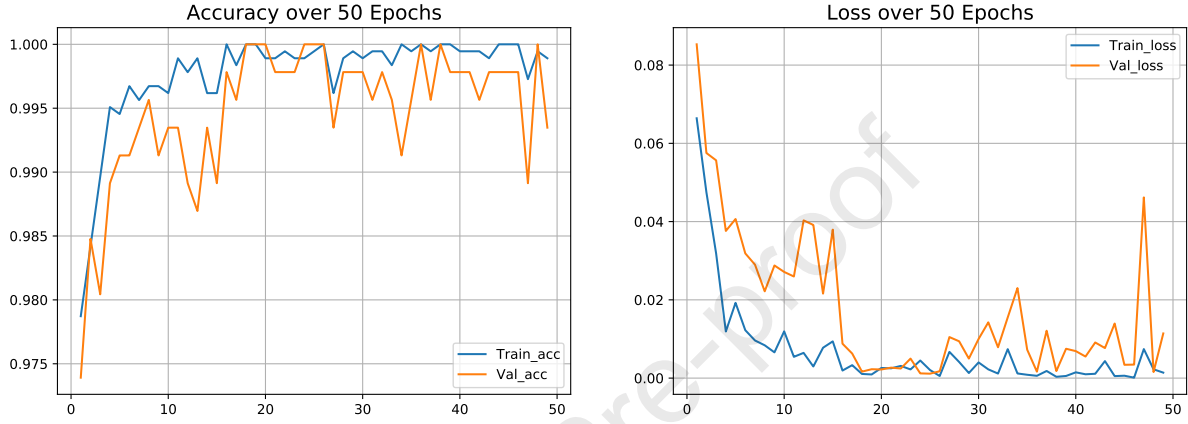 Accuracy over 50 Epochs
1.000
0.995
0.990
0.985
0.980
0.975
0 10 20 30 40 50
Train_acc
Val_acc
Loss over 50 Epochs
0.08
0.06
0.04
0.02
0.00
0 10 20 30 40 50
Train_loss
Val_loss
re-proof